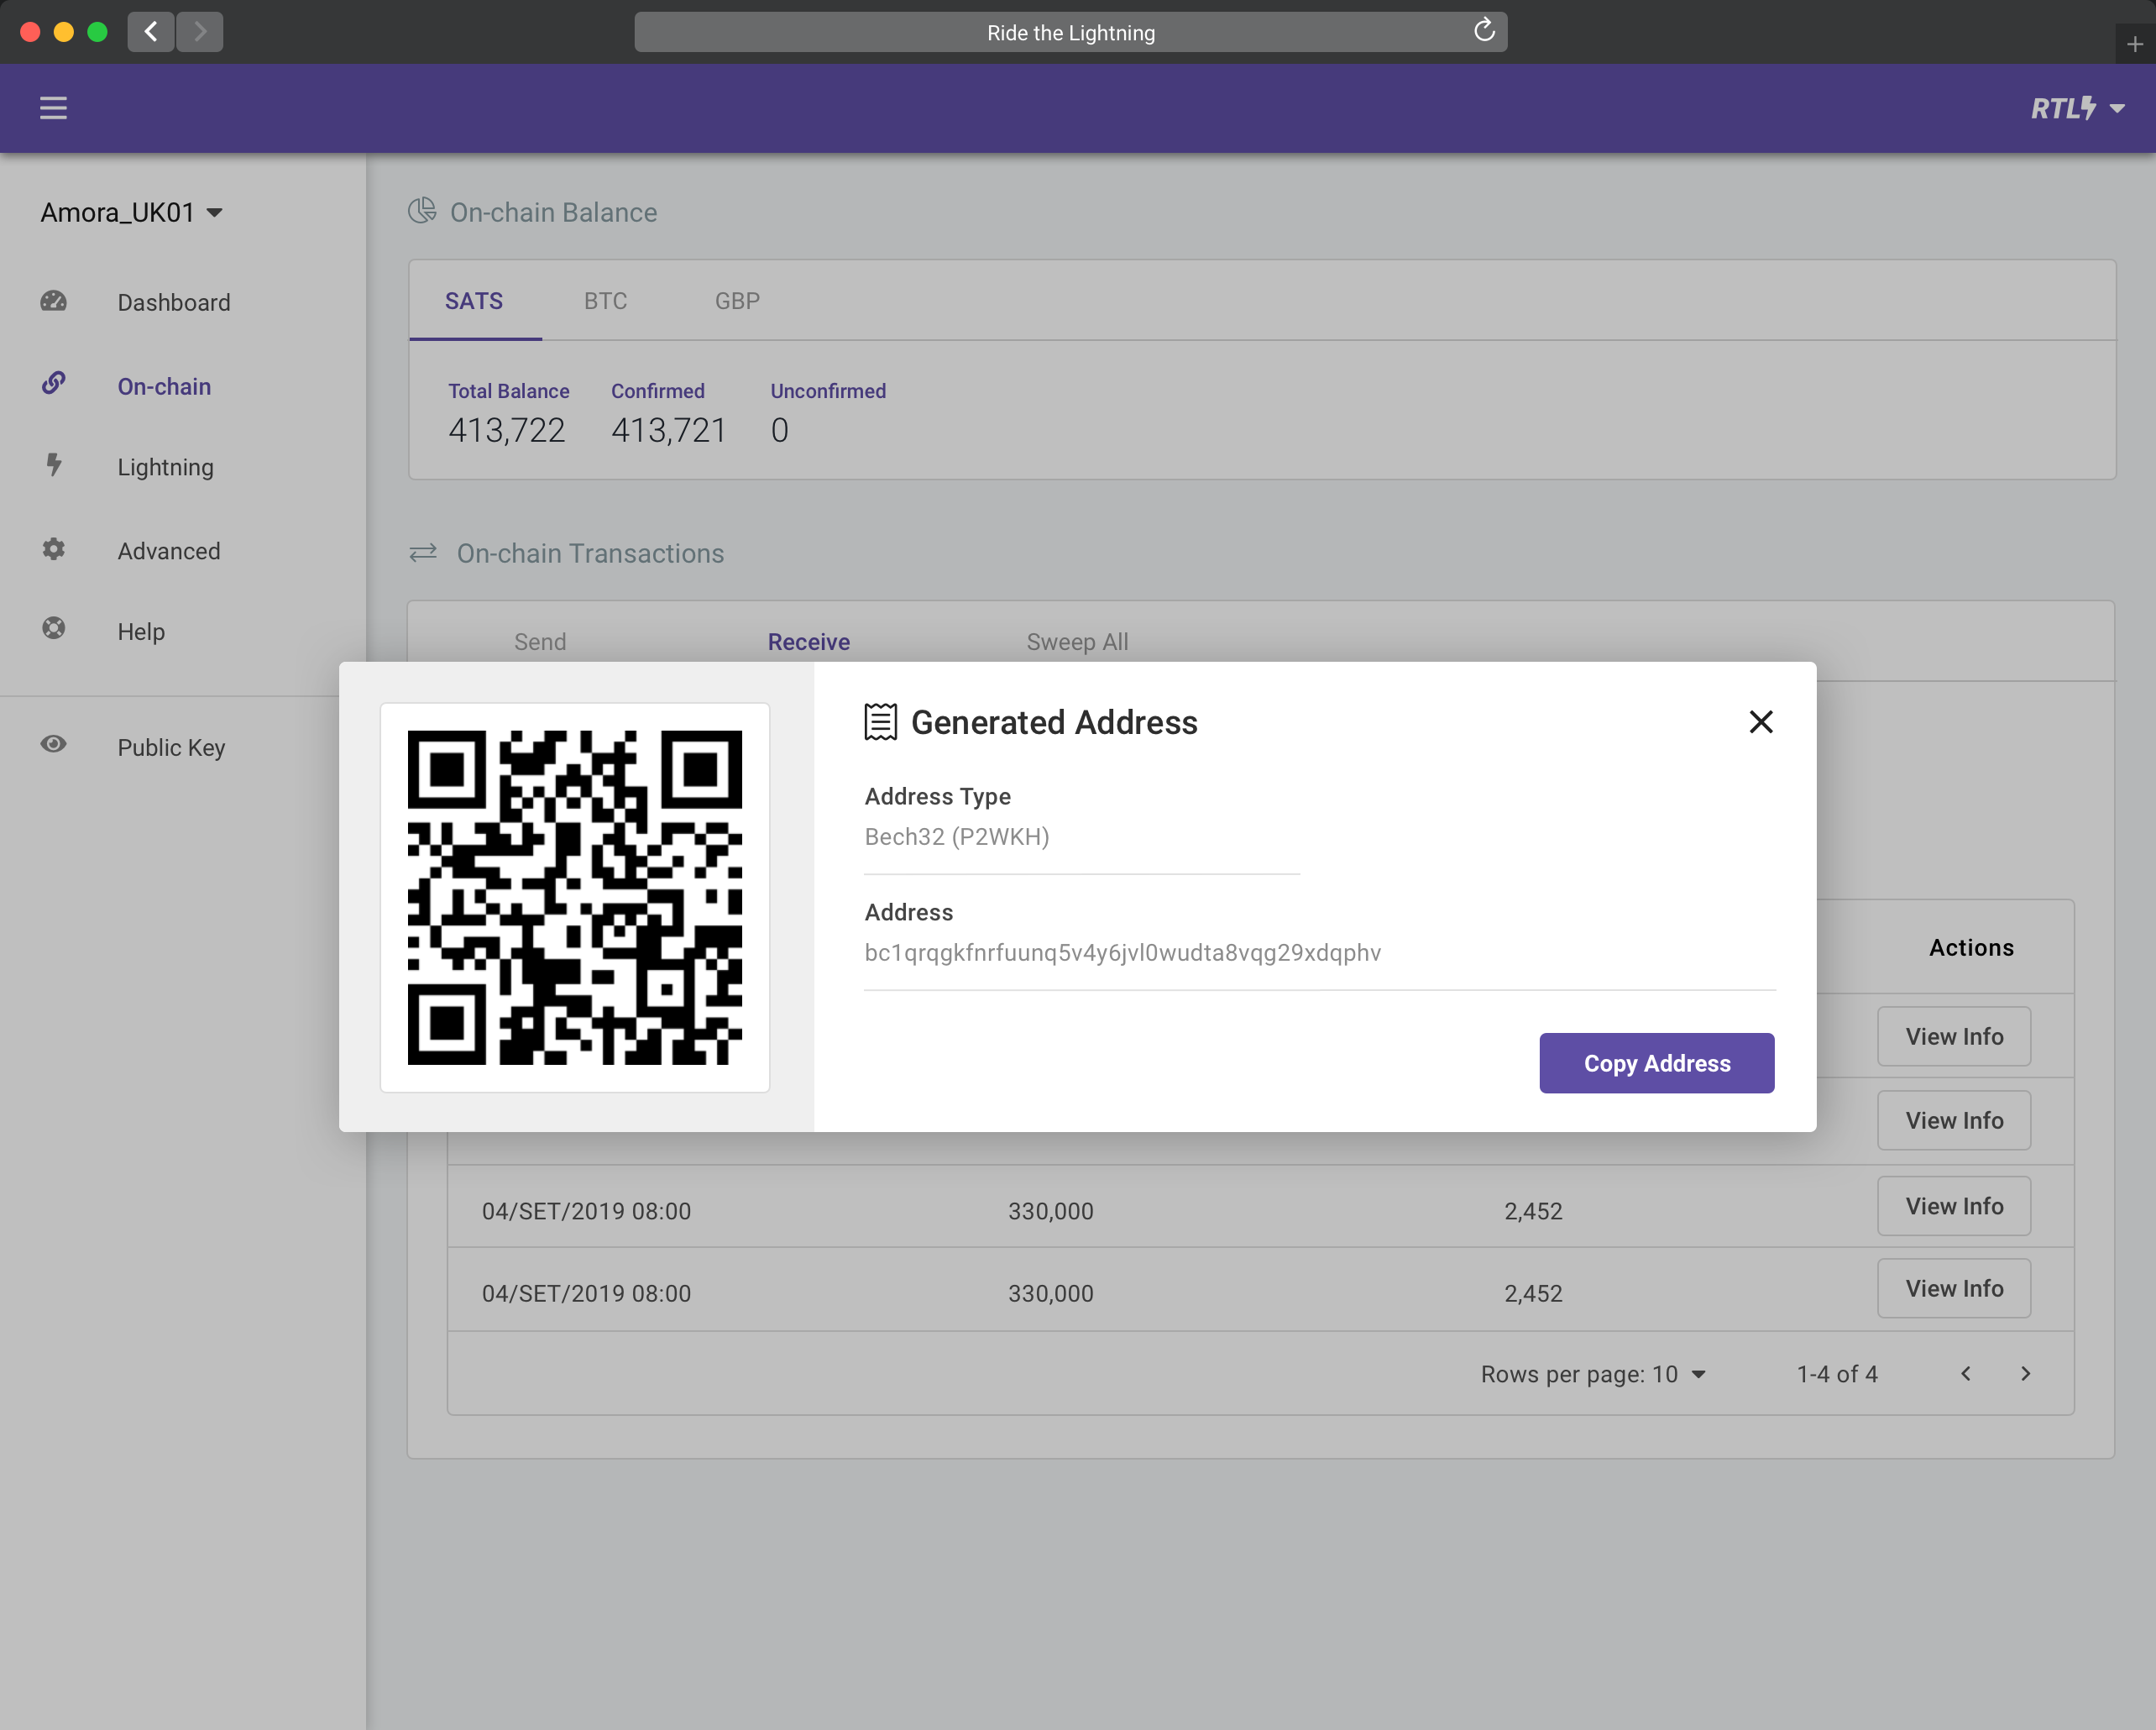 Ride the Lightning
RTL
Amora_UK01
Dashboard
On-chain
Lightning
Advanced
Help
Public Key
On-chain Balance
SATS BTC GBP
Total Balance Confirmed Unconfirmed
413,722 413,721 0
On-chain Transactions
Send Receive Sweep All
Generated Address
Address Type
Bech32 (P2WKH)
Address
bc1qrqgkfnrfuunq5v4y6jvl0wudta8vqg29xdqphv
Copy Address
Actions
View Info
View Info
04/SET/2019 08:00 330,000 2,452 View Info
04/SET/2019 08:00 330,000 2,452 View Info
Rows per page: 10 1-4 of 4